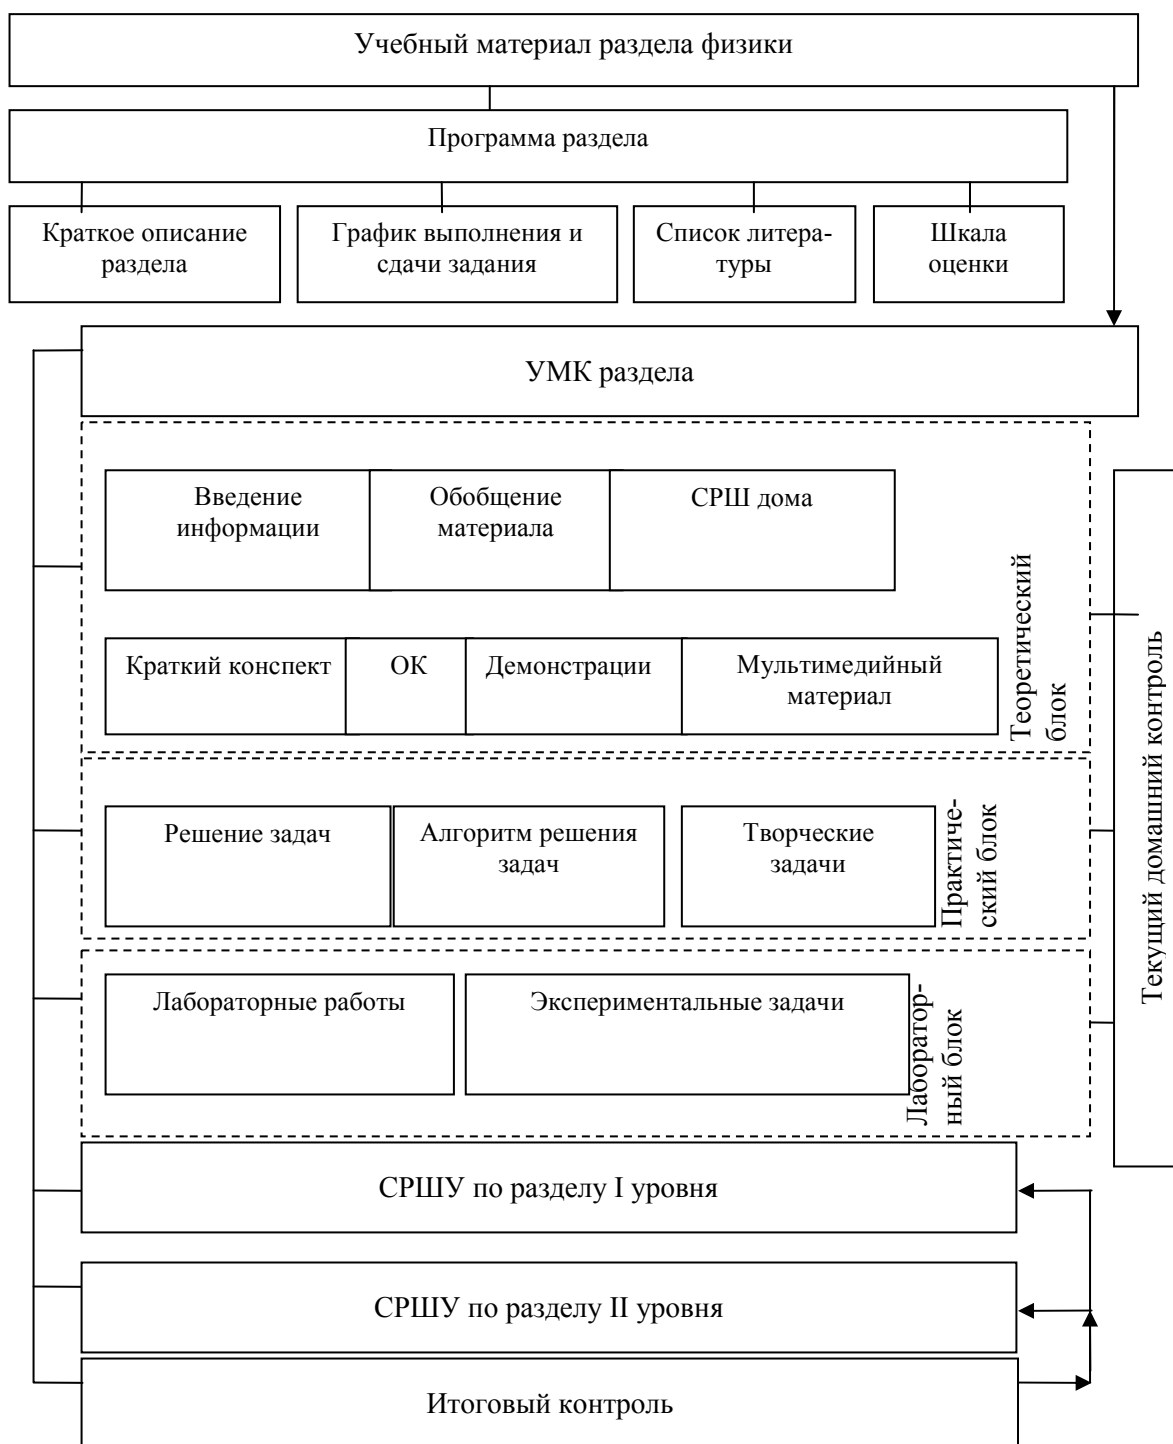 Учебный материал раздела физики
Программа раздела
Краткое описание
раздела
График выполнения и
сдачи задания
Список литера-
туры
Шкала
оценки
УМК раздела
Введение
информации
Обобщение
материала
СРШ дома
Краткий конспект
ОК
Демонстрации
Мультимедийный
материал
Теоретический
блок
Решение задач
Алгоритм решения
задач
Творческие
задачи
Практиче-
ский блок
Лабораторные работы
Экспериментальные задачи
Лаборатор-
ный блок
Текущий домашний контроль
СРШУ по разделу I уровня
СРШУ по разделу II уровня
Итоговый контроль